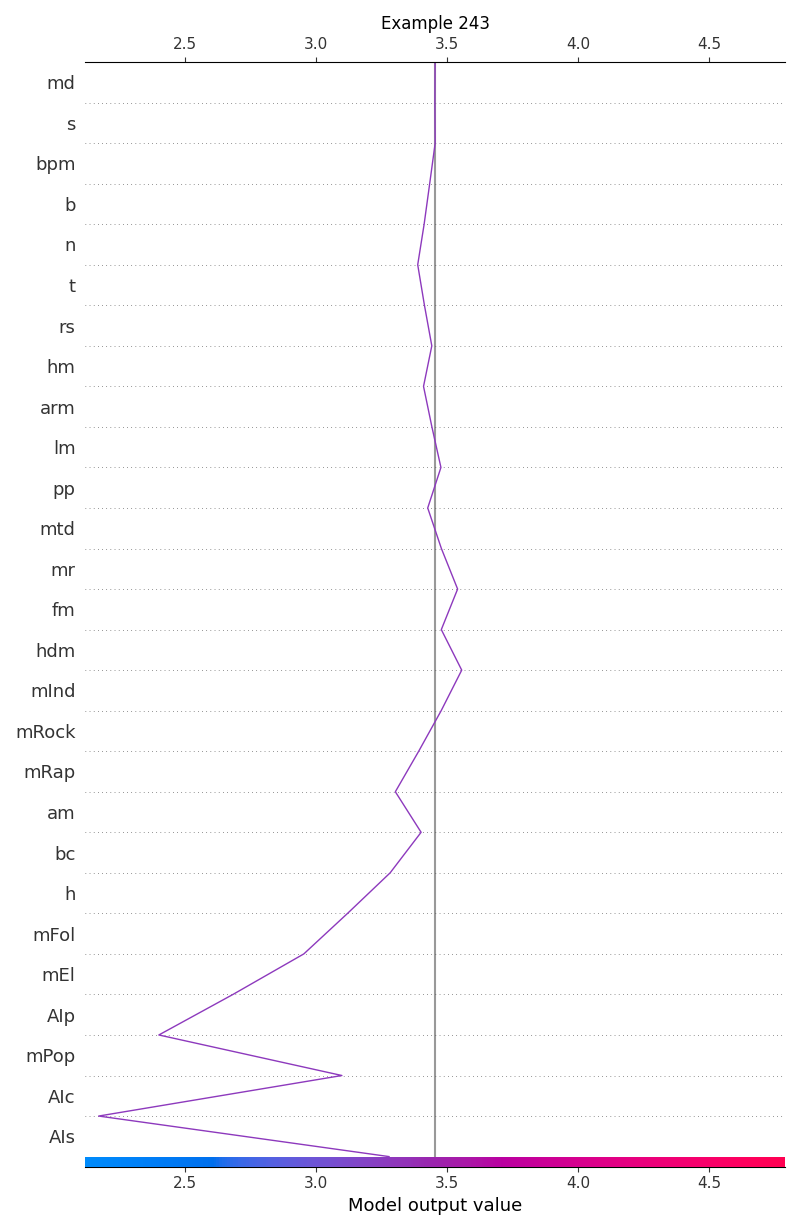 Example 243
2.5 3.0 3.5 4.0 4.5
md
s
bpm
b
n
t
rs
hm
arm
lm
pp
mtd
mr
fm
hdm
mInd
mRock
mRap
am
bc
h
mFol
mEl
AIp
mPop
AIc
AIs
2.5 3.0 3.5 4.0 4.5
Model output value